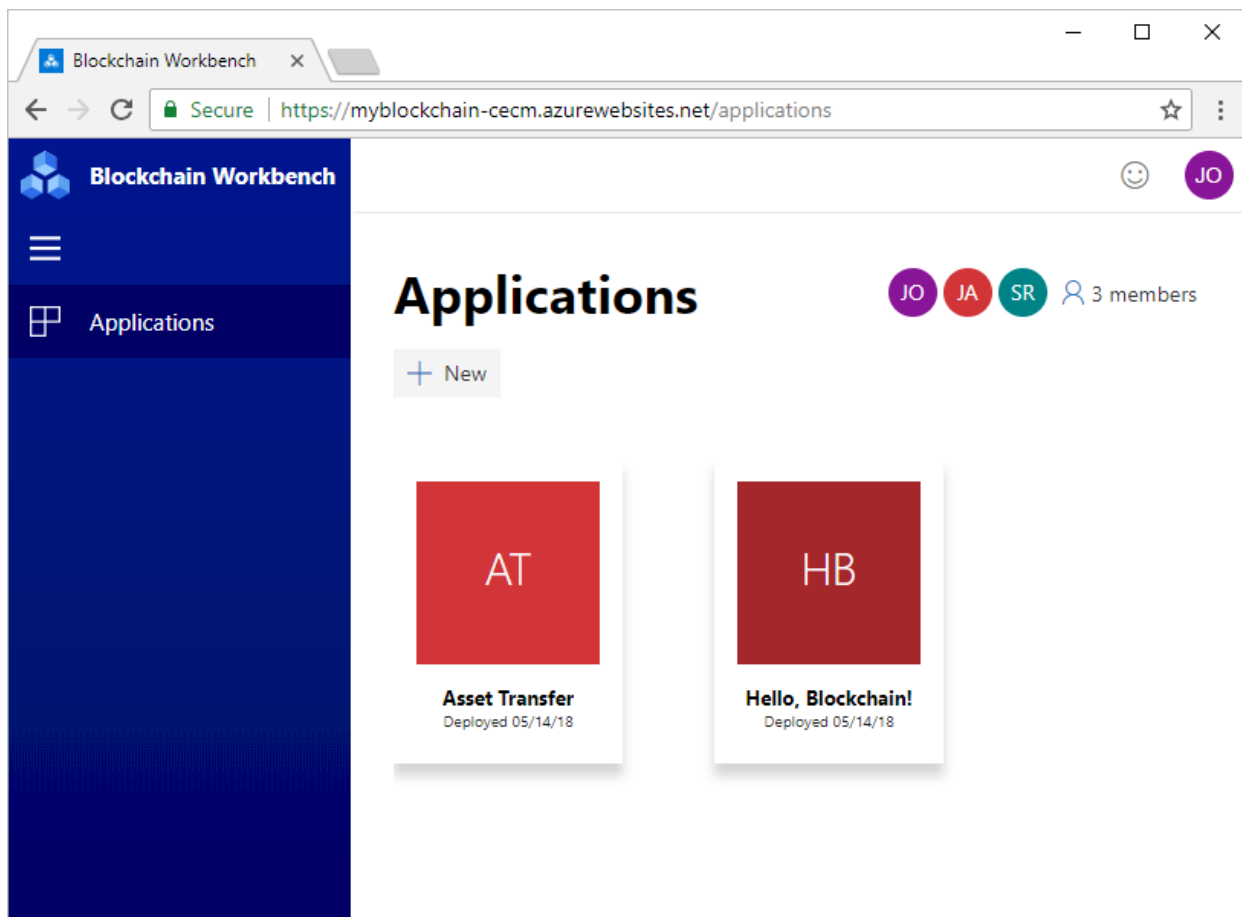 Blockchain Workbench
Secure https://myblockchain-cecm.azurewebsites.net/applications
Blockchain Workbench
JO
Applications
Applications
JO JA SR 3 members
New
AT
HB
Asset Transfer
Deployed 05/14/18
Hello, Blockchain!
Deployed 05/14/18